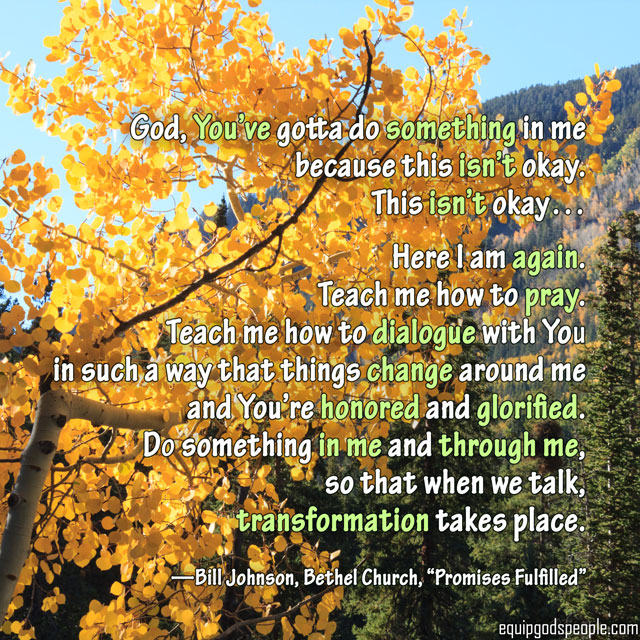 God, You've gotta do something in me
because this isn't okay.
This isn't okay...
Here I am again.
Teach me how to pray.
Teach me how to dialogue with You
in such a way that things change around me
and You're honored and glorified.
Do something in me and through me,
so that when we talk,
transformation takes place.
—Bill Johnson, Bethel Church, “Promises Fulfilled”
equipgodspeople.com